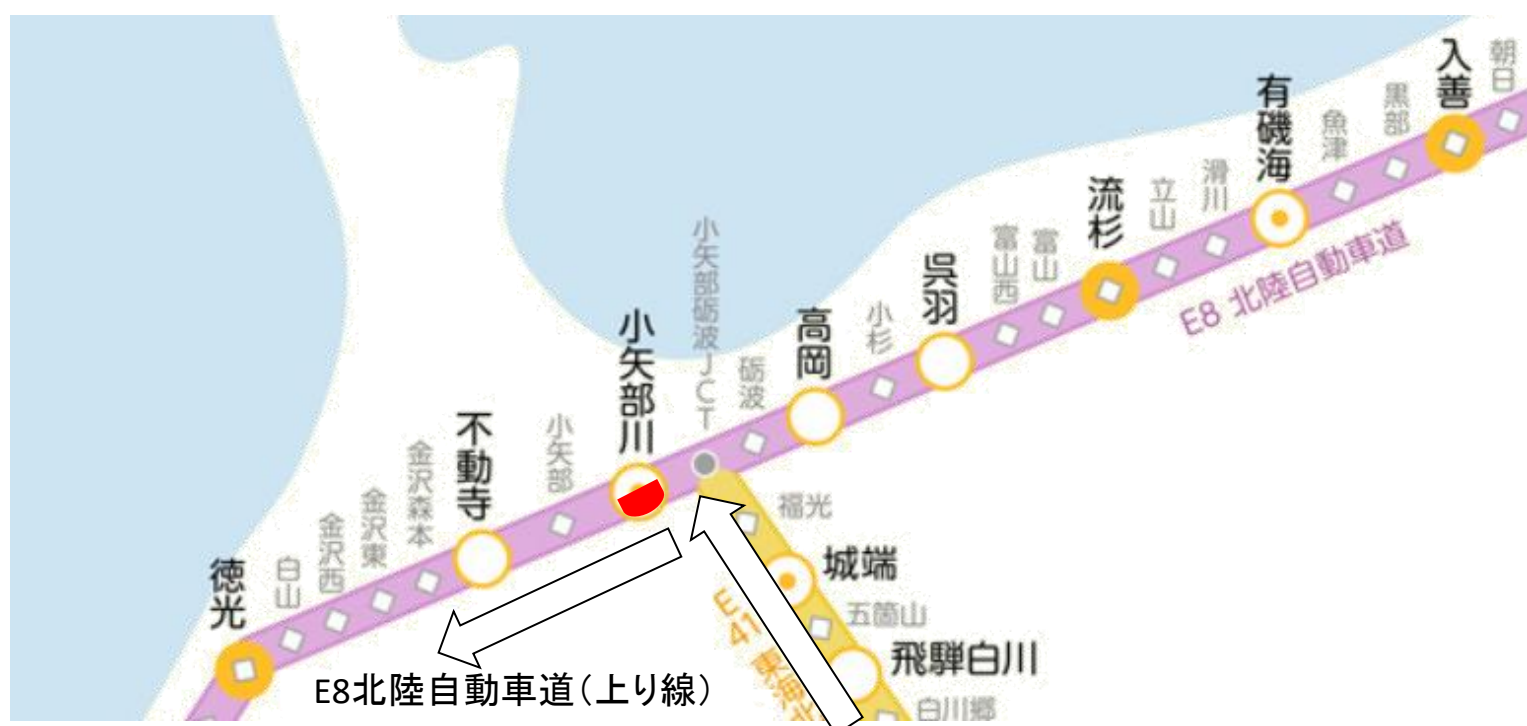 徳光
白山
金沢西
金沢東
金沢森本
不動寺
小矢部
小矢部川
小矢部砺波JCT
砺波
高岡
小杉
呉羽
富山西
富山
流杉
立山
滑川
有磯海
魚津
黒部
入善
朝日
E8 北陸自動車道
福光
城端
五箇山
飛騨白川
白川郷
E41 東海北
E8北陸自動車道(上り線)